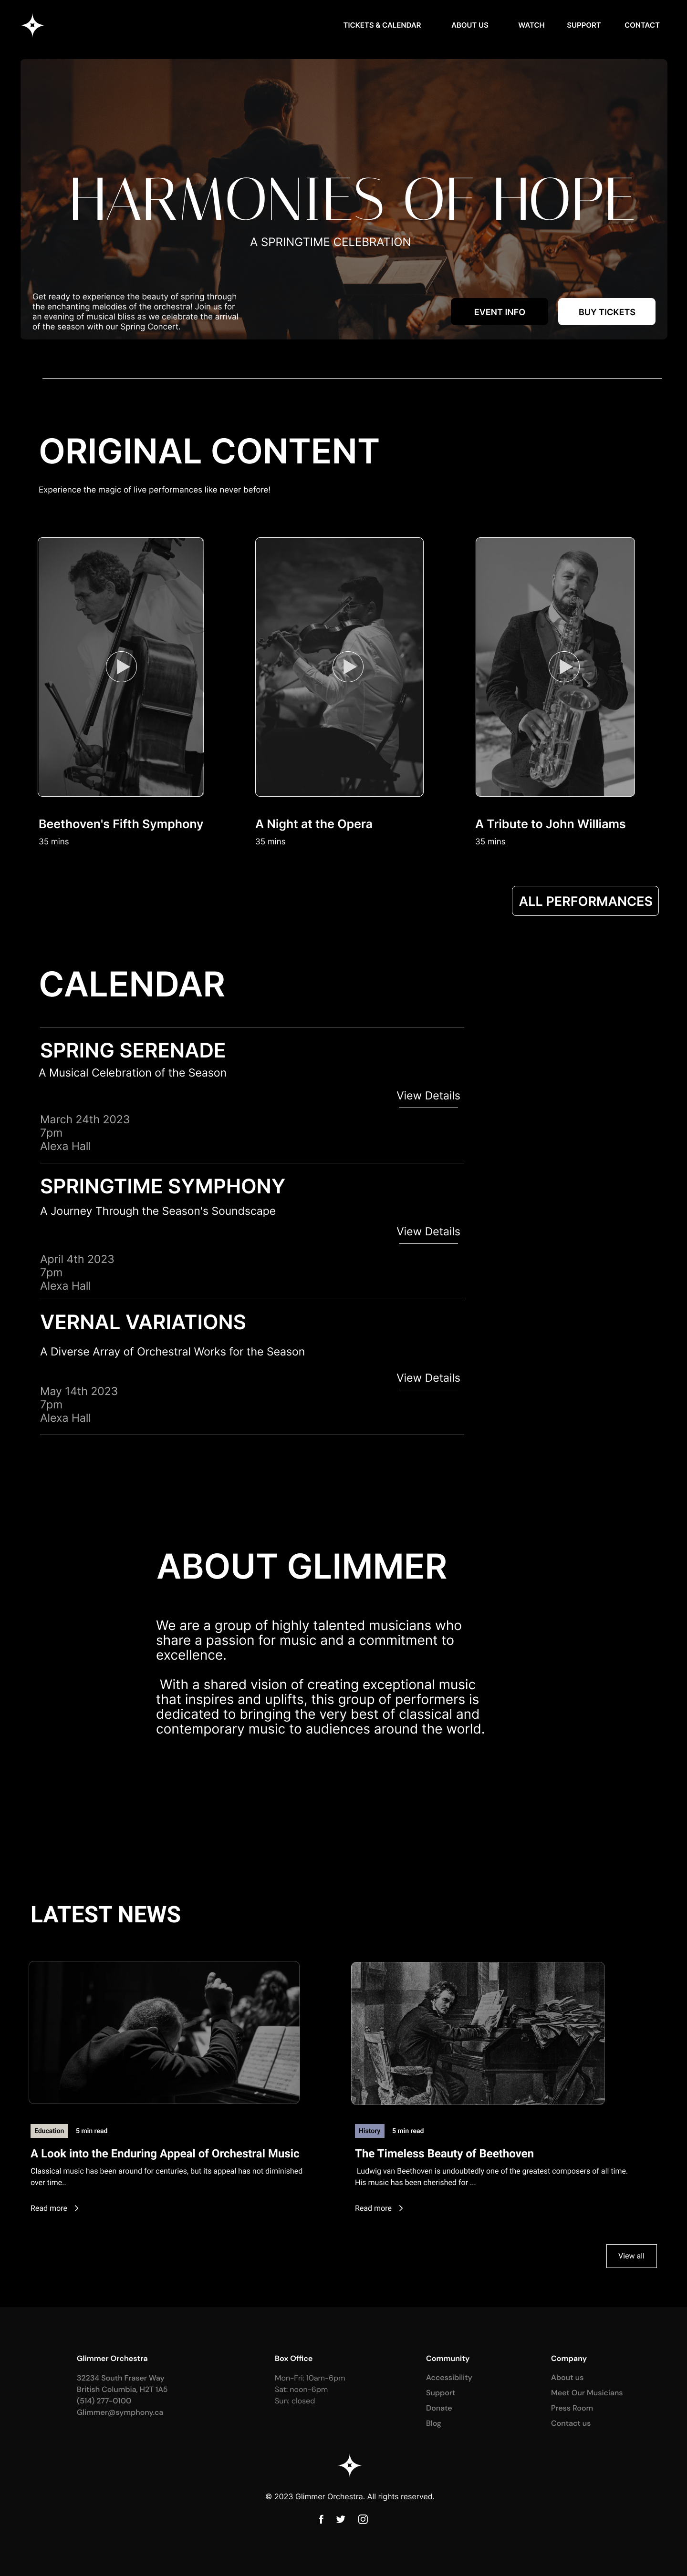 TICKETS & CALENDAR ABOUT US WATCH SUPPORT CONTACT
HARMONIES OF HOPE
A SPRINGTIME CELEBRATION
Get ready to experience the beauty of spring through
the enchanting melodies of the orchestra! Join us for
an evening of musical bliss as we celebrate the arrival
of the season with our Spring Concert.
EVENT INFO BUY TICKETS
ORIGINAL CONTENT
Experience the magic of live performances like never before!
Beethoven's Fifth Symphony
35 mins
A Night at the Opera
35 mins
A Tribute to John Williams
35 mins
ALL PERFORMANCES
CALENDAR
SPRING SERENADE
A Musical Celebration of the Season
View Details
March 24th 2023
7pm
Alexa Hall
SPRINGTIME SYMPHONY
A Journey Through the Season's Soundscape
View Details
April 4th 2023
7pm
Alexa Hall
VERNAL VARIATIONS
A Diverse Array of Orchestral Works for the Season
View Details
May 14th 2023
7pm
Alexa Hall
ABOUT GLIMMER
We are a group of highly talented musicians who
share a passion for music and a commitment to
excellence.
With a shared vision of creating exceptional music
that inspires and uplifts, this group of performers is
dedicated to bringing the very best of classical and
contemporary music to audiences around the world.
LATEST NEWS
Education 5 min read
A Look into the Enduring Appeal of Orchestral Music
Classical music has been around for centuries, but its appeal has not diminished
over time..
Read more
History 5 min read
The Timeless Beauty of Beethoven
Ludwig van Beethoven is undoubtedly one of the greatest composers of all time.
His music has been cherished for ...
Read more
View all
Glimmer Orchestra
32234 South Fraser Way
British Columbia, H2T 1A5
(514) 277-0100
Glimmer@symphony.ca
Box Office
Mon-Fri: 10am-6pm
Sat: noon-6pm
Sun: closed
Community
Accessibility
Support
Donate
Blog
Company
About us
Meet Our Musicians
Press Room
Contact us
© 2023 Glimmer Orchestra. All rights reserved.